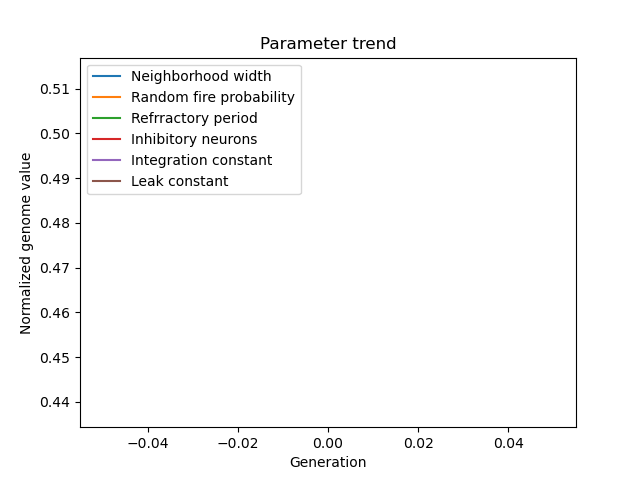 Parameter trend
Neighborhood width
Random fire probability
Refrractory period
Inhibitory neurons
Integration constant
Leak constant
Normalized genome value
0.51
0.50
0.49
0.48
0.47
0.46
0.45
0.44
−0.04 −0.02 0.00 0.02 0.04
Generation